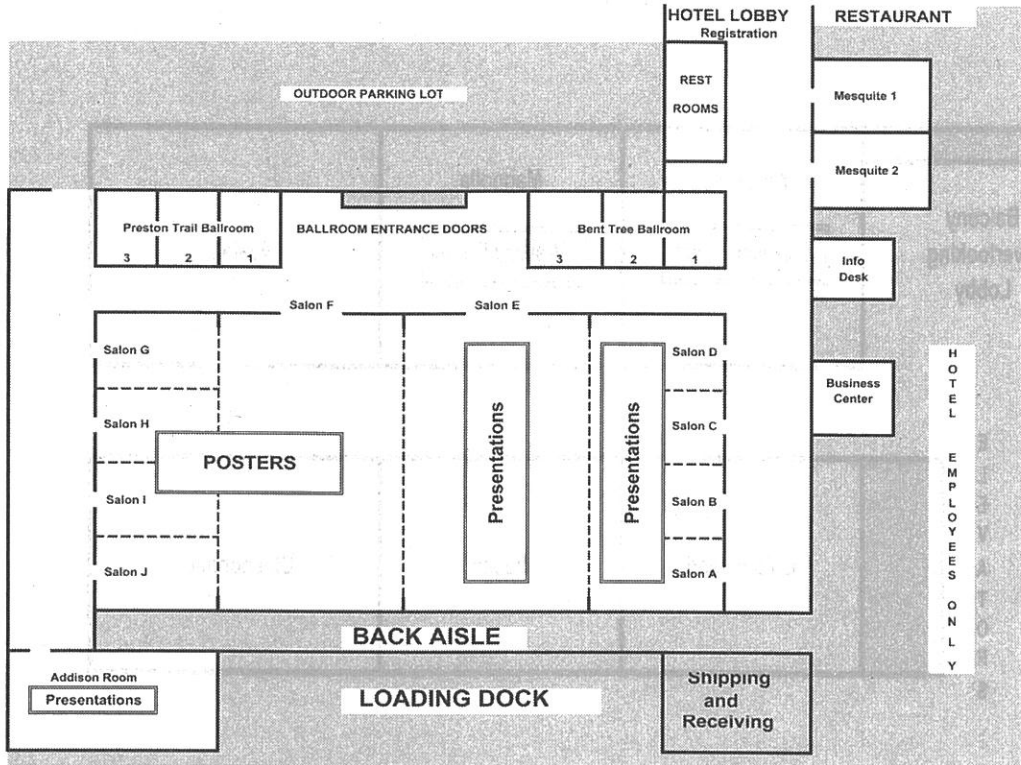 HOTEL LOBBY
Registration
RESTAURANT
REST
ROOMS
OUTDOOR PARKING LOT
Mesquite 1
Mesquite 2
Balcony
Lobby
Preston Trail Ballroom
3 2 1
BALLROOM ENTRANCE DOORS
Bent Tree Ballroom
3 2 1
Info
Desk
Salon F
Salon E
Salon G
Salon H
Salon I
Salon J
POSTERS
Presentations
Presentations
Salon D
Salon C
Salon B
Salon A
Business
Center
HOTEL EMPLOYEES ONLY
ELEVATORS
BACK AISLE
Addison Room
Presentations
LOADING DOCK
Shipping
and
Receiving